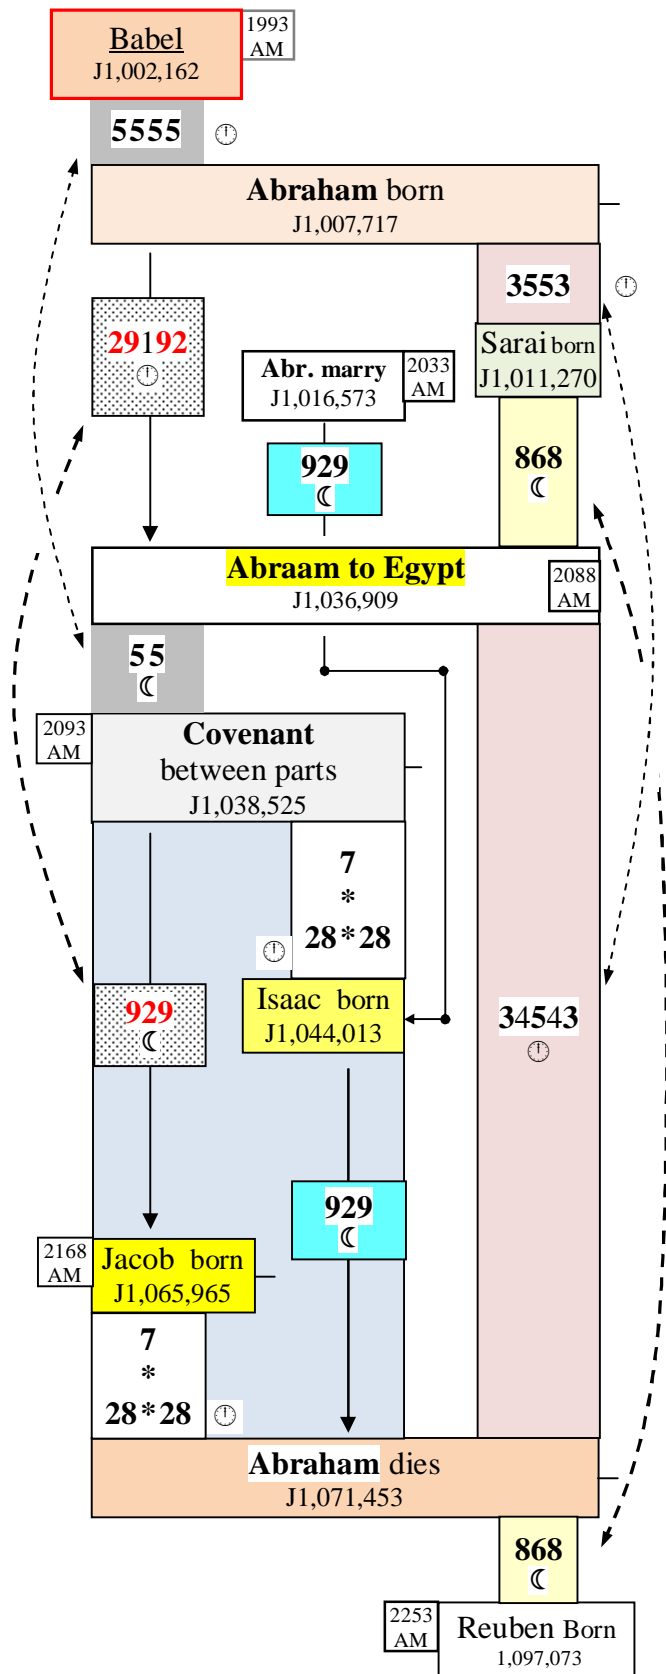 Babel
J1,002,162
1993
AM
5555
Abraham born
J1,007,717
3553
29192
Sarai born
J1,011,270
Abr. marry
J1,016,573
2033
AM
929
868
Abraam to Egypt
J1,036,909
2088
AM
55
2093
AM
Covenant
between parts
J1,038,525
7
*
28*28
Isaac born
J1,044,013
929
34543
929
2168
AM
Jacob born
J1,065,965
7
*
28*28
Abraham dies
J1,071,453
868
2253
AM
Reuben Born
1,097,073